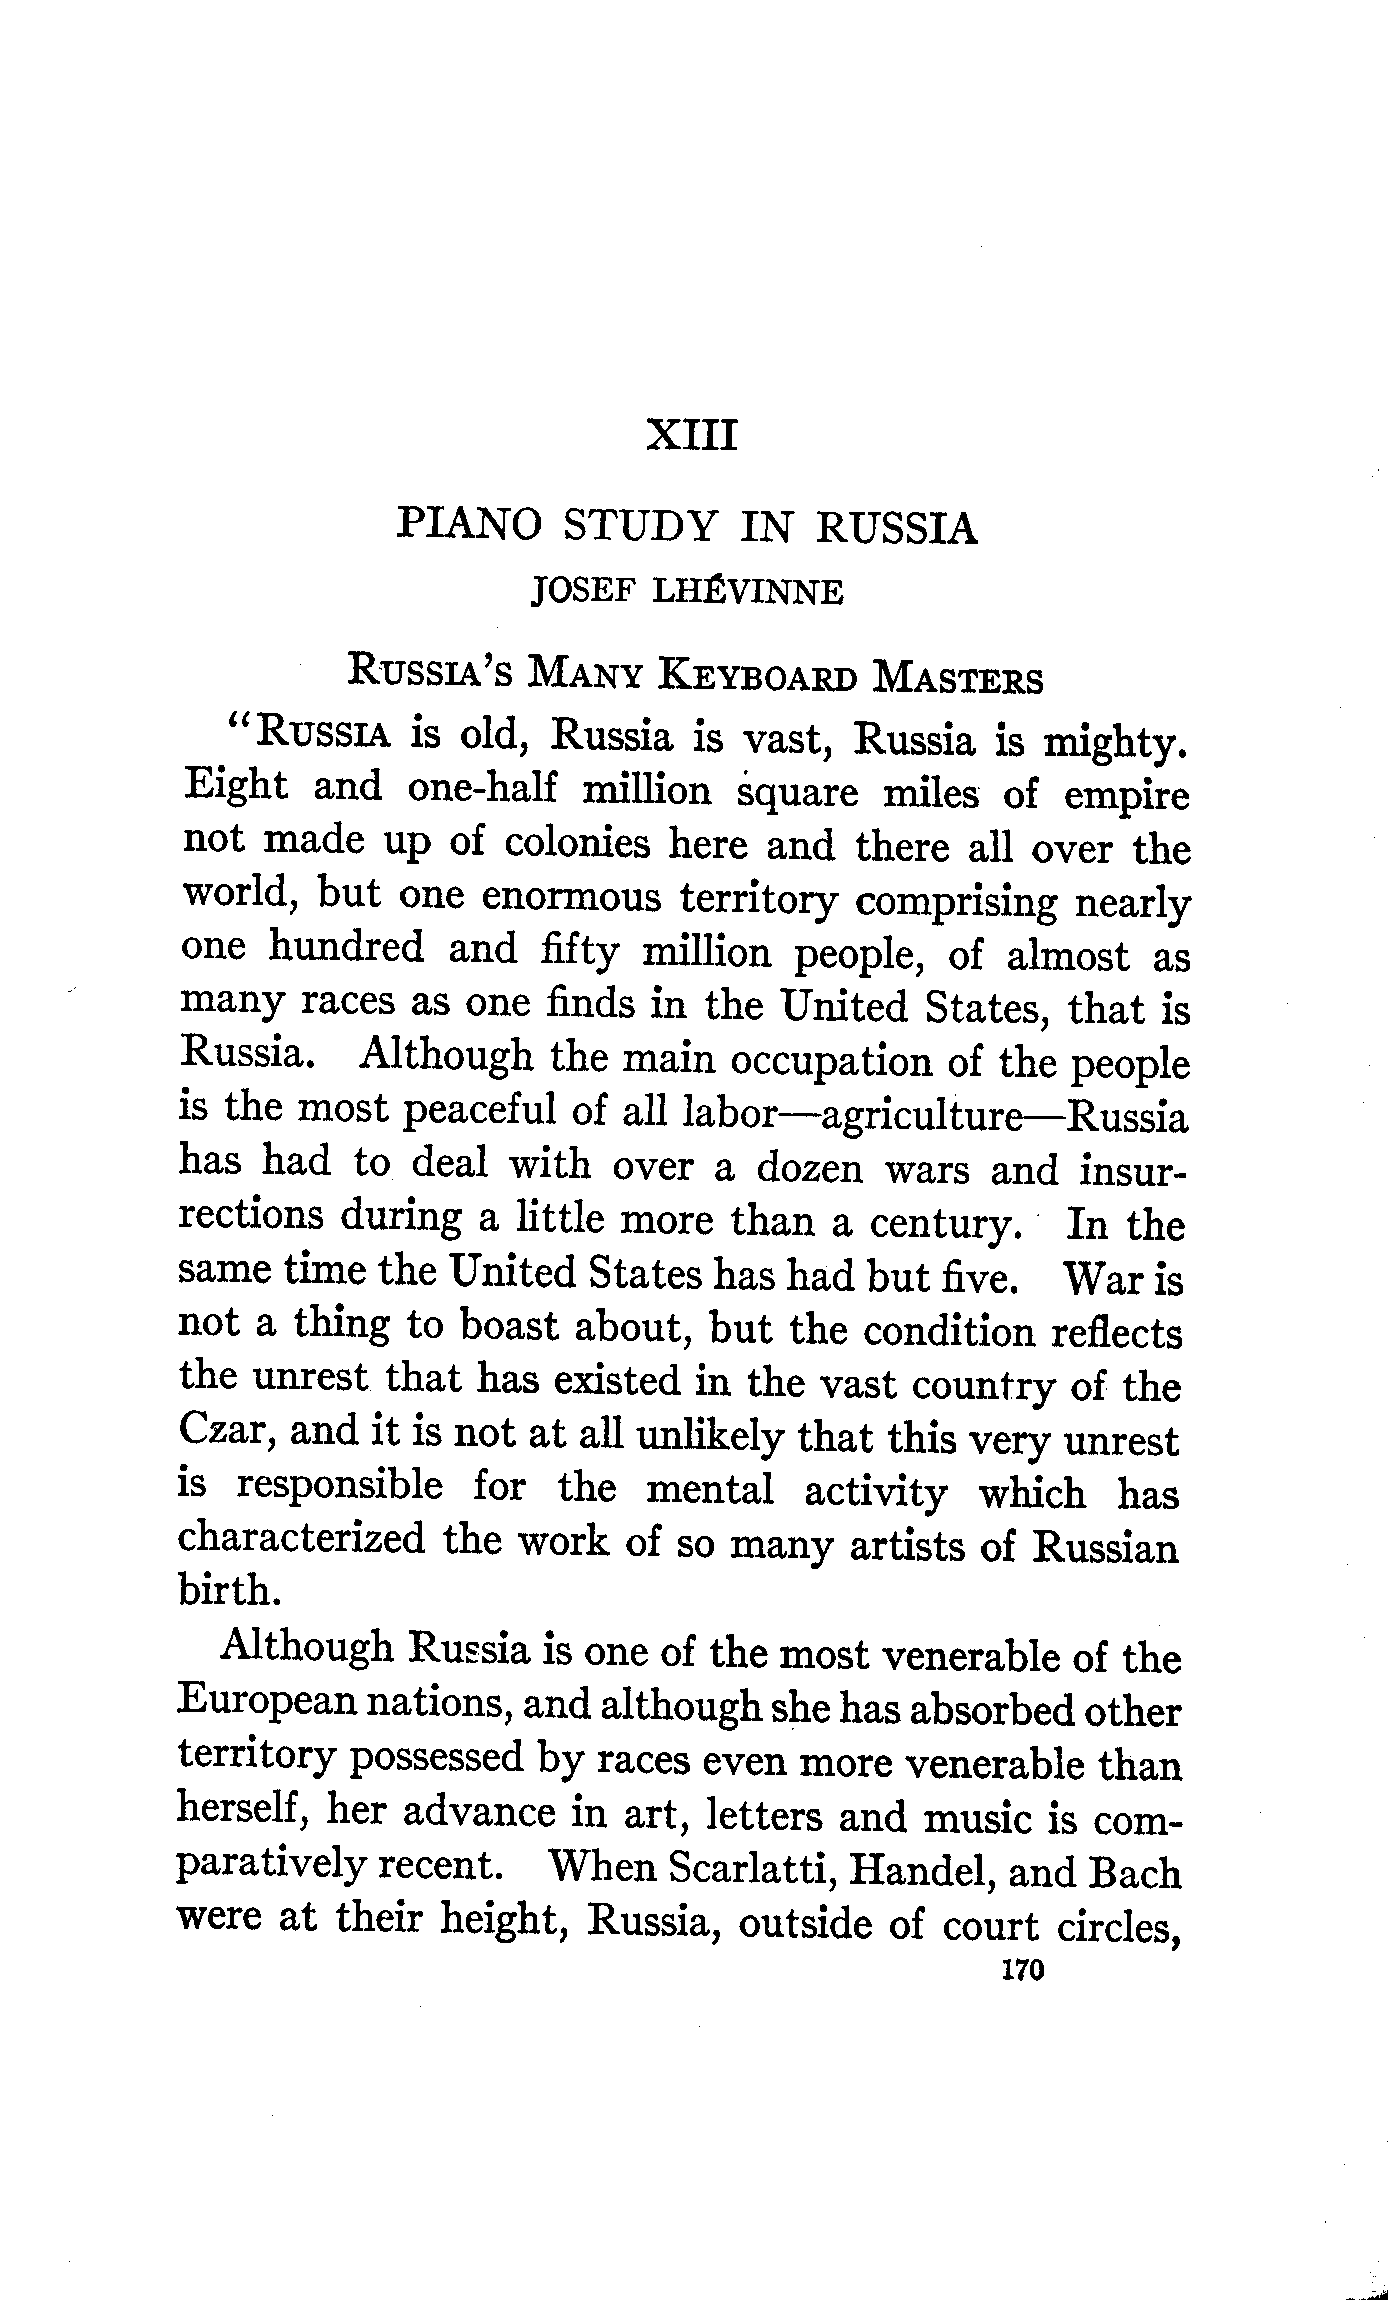 XIII
PIANO STUDY IN RUSSIA
JOSEF LHÉVINNE
RUSSIA'S MANY KEYBOARD MASTERS
"RUSSIA is old, Russia is vast, Russia is mighty.
Eight and one-half million square miles of empire
not made up of colonies here and there all over the
world, but one enormous territory comprising nearly
one hundred and fifty million people, of almost as
many races as one finds in the United States, that is
Russia. Although the main occupation of the people
is the most peaceful of all labor—agriculture—Russia
has had to deal with over a dozen wars and insur-
rections during a little more than a century. In the
same time the United States has had but five. War is
not a thing to boast about, but the condition reflects
the unrest that has existed in the vast country of the
Czar, and it is not at all unlikely that this very unrest
is responsible for the mental activity which has
characterized the work of so many artists of Russian
birth.
Although Russia is one of the most venerable of the
European nations, and although she has absorbed other
territory possessed by races even more venerable than
herself, her advance in art, letters and music is com-
paratively recent. When Scarlatti, Handel, and Bach
were at their height, Russia, outside of court circles,
170